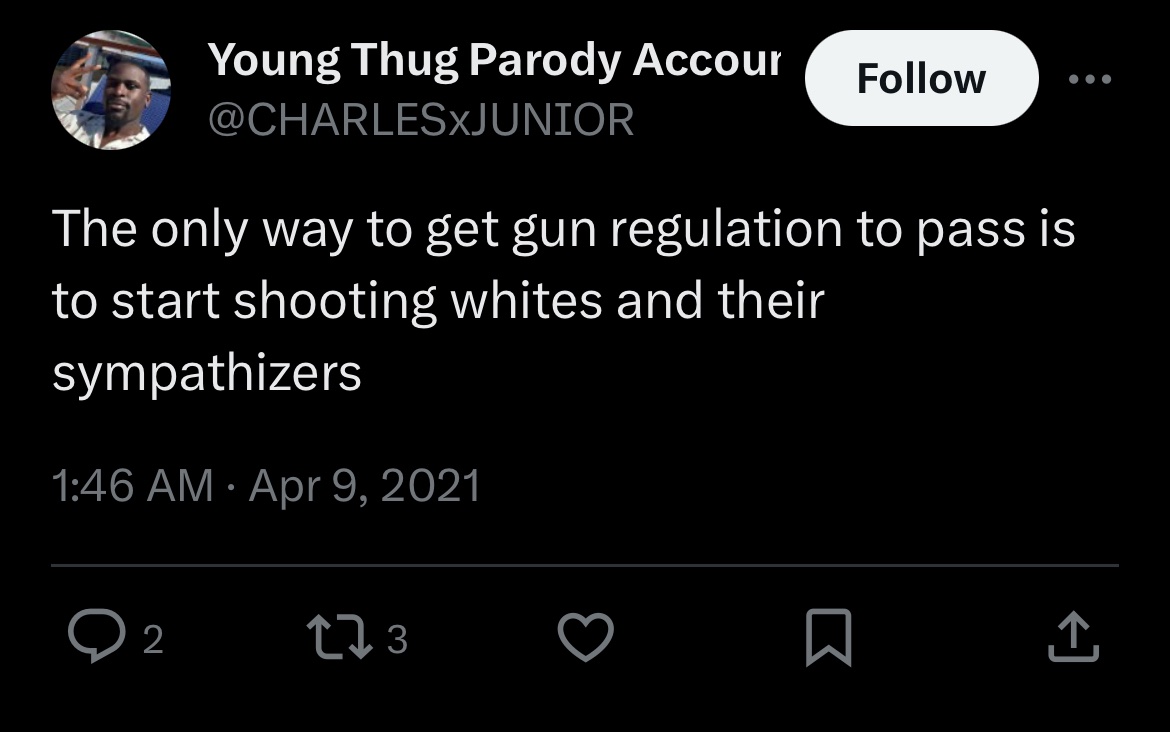 Young Thug Parody Accour
Follow
@CHARLESxJUNIOR
The only way to get gun regulation to pass is
to start shooting whites and their
sympathizers
1:46 AM · Apr 9, 2021
2
3